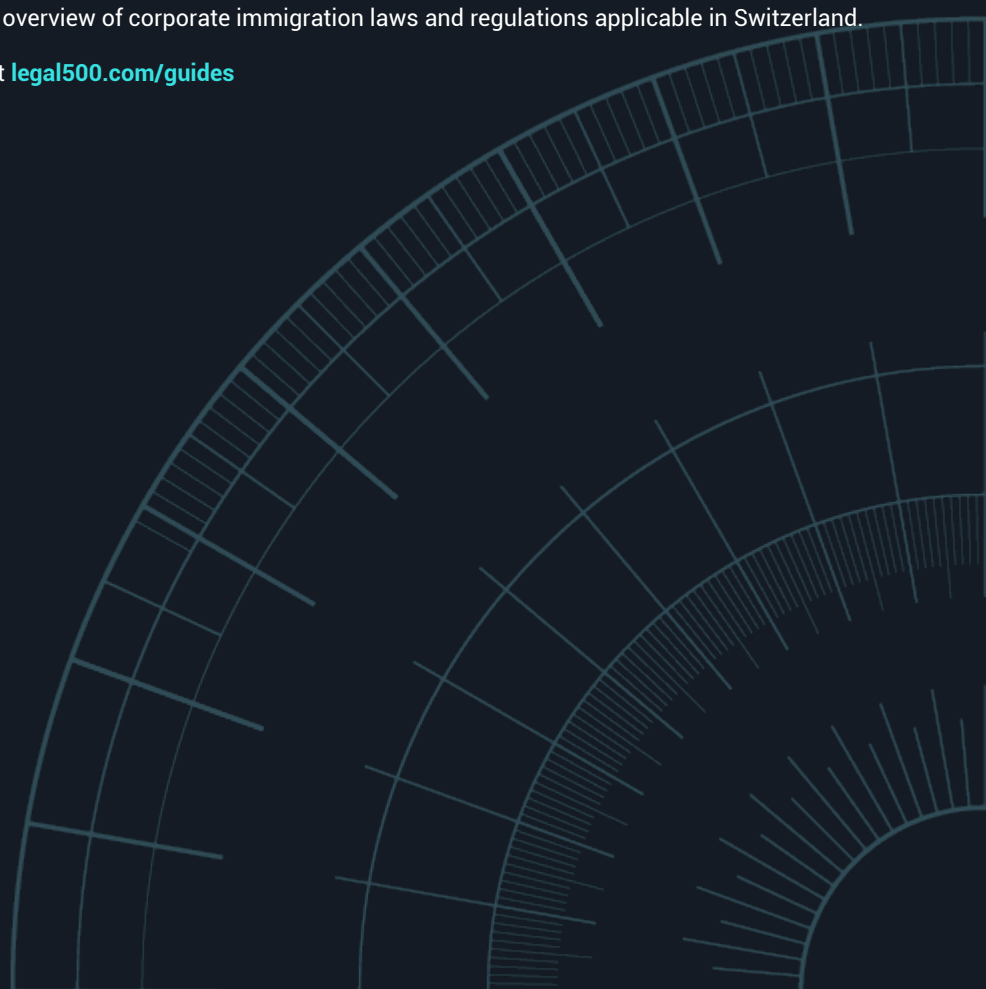 overview of corporate immigration laws and regulations applicable in Switzerland.
t legal500.com/guides